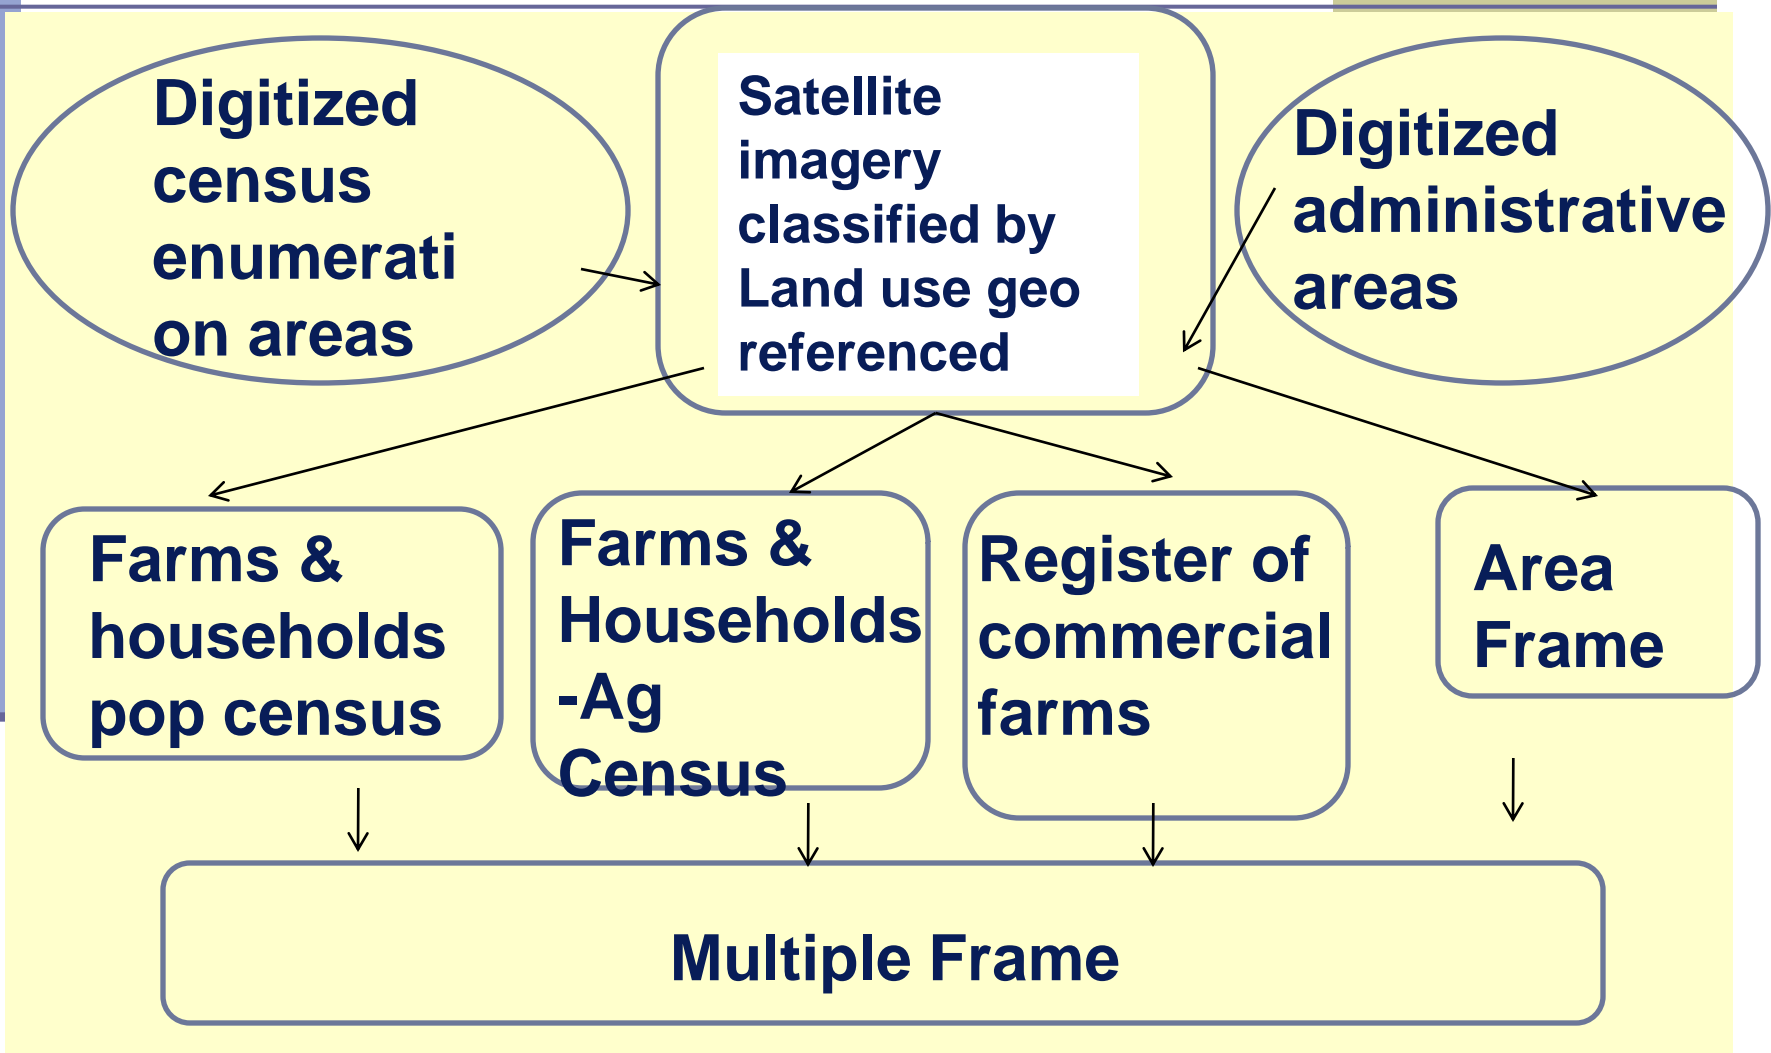 Digitized
census
enumerati
on areas
Satellite
imagery
classified by
Land use geo
referenced
Digitized
administrative
areas
Farms &
households
pop census
Farms &
Households
-Ag
Census
Register of
commercial
farms
Area
Frame
Multiple Frame